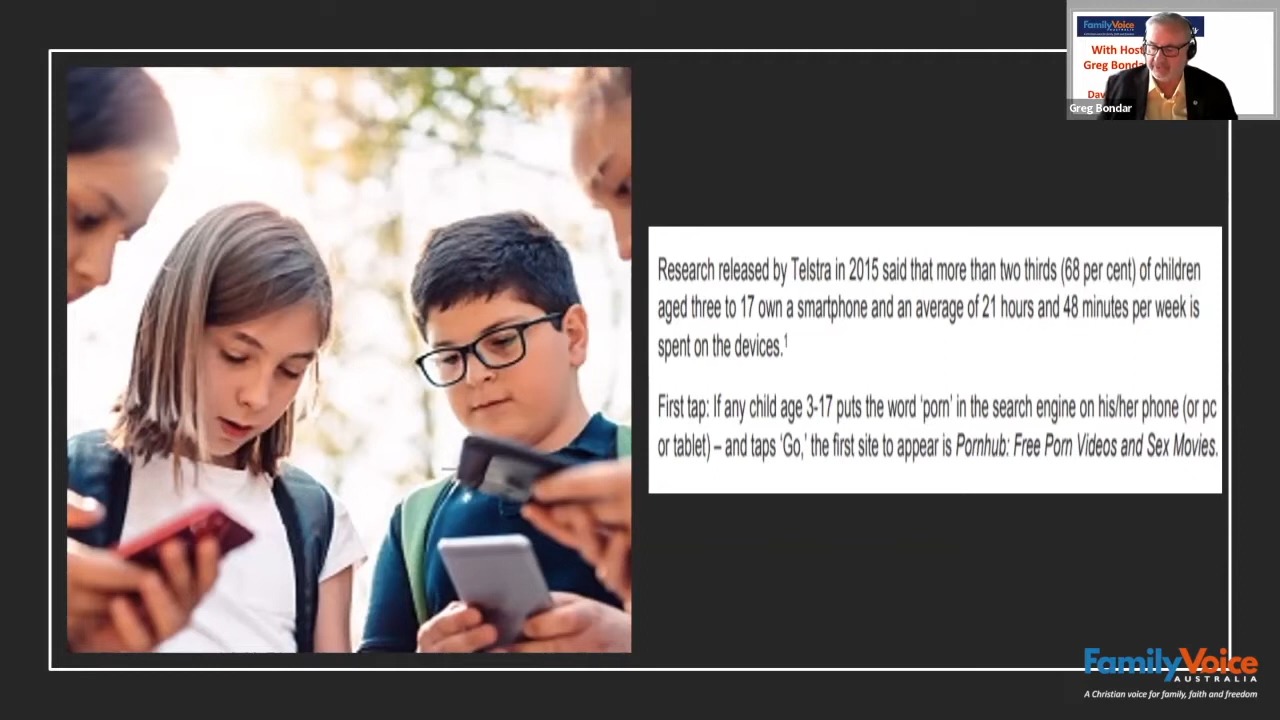 FamilyVoice
AUSTRALIA
With Host
Greg Bonda
Dav
Greg Bondar
Research released by Telstra in 2015 said that more than two thirds (68 per cent) of children
aged three to 17 own a smartphone and an average of 21 hours and 48 minutes per week is
spent on the devices.¹
First tap: If any child age 3-17 puts the word ‘porn’ in the search engine on his/her phone (or pc
or tablet) – and taps ‘Go,’ the first site to appear is Pornhub: Free Porn Videos and Sex Movies.
FamilyVoice
AUSTRALIA
A Christian voice for family, faith and freedom